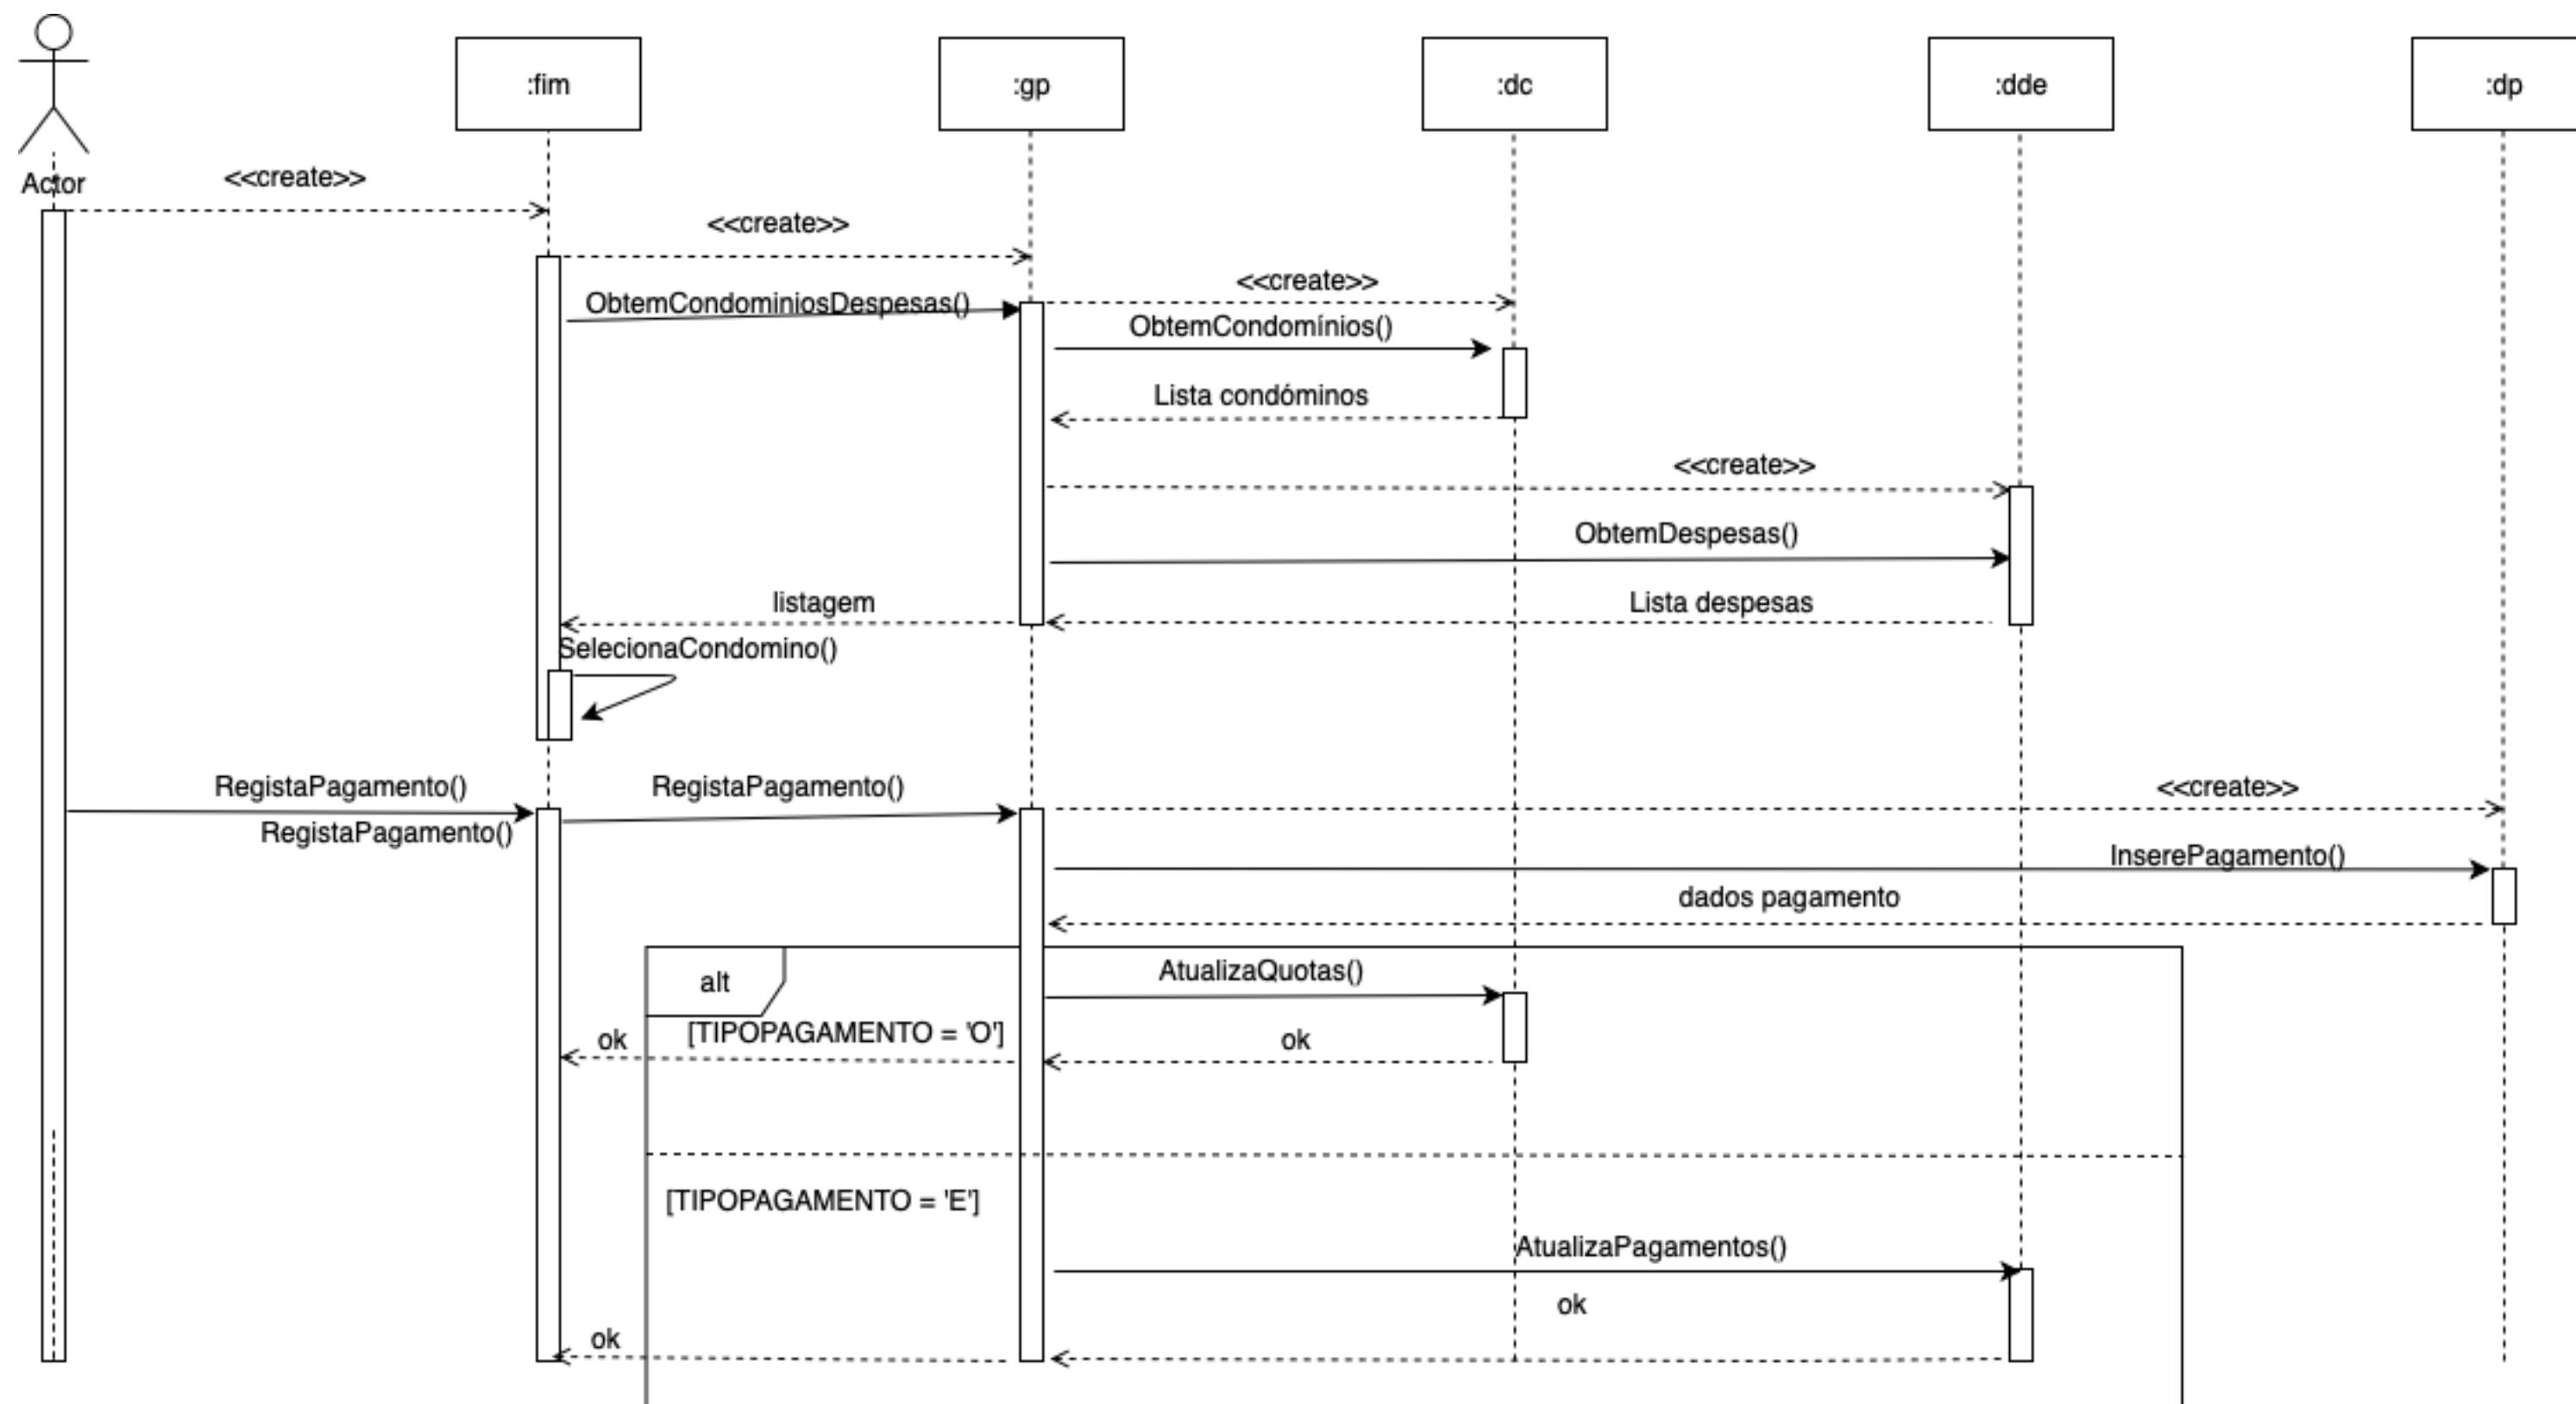 :fim
:gp
:dc
:dde
:dp
Actor
<<create>>
<<create>>
<<create>>
ObtemCondominiosDespesas()
ObtemCondomínios()
Lista condóminos
<<create>>
ObtemDespesas()
listagem
Lista despesas
SelecionaCondomino()
RegistaPagamento()
RegistaPagamento()
<<create>>
RegistaPagamento()
InserePagamento()
dados pagamento
alt
AtualizaQuotas()
[TIPOPAGAMENTO = 'O']
ok
ok
[TIPOPAGAMENTO = 'E']
AtualizaPagamentos()
ok
ok